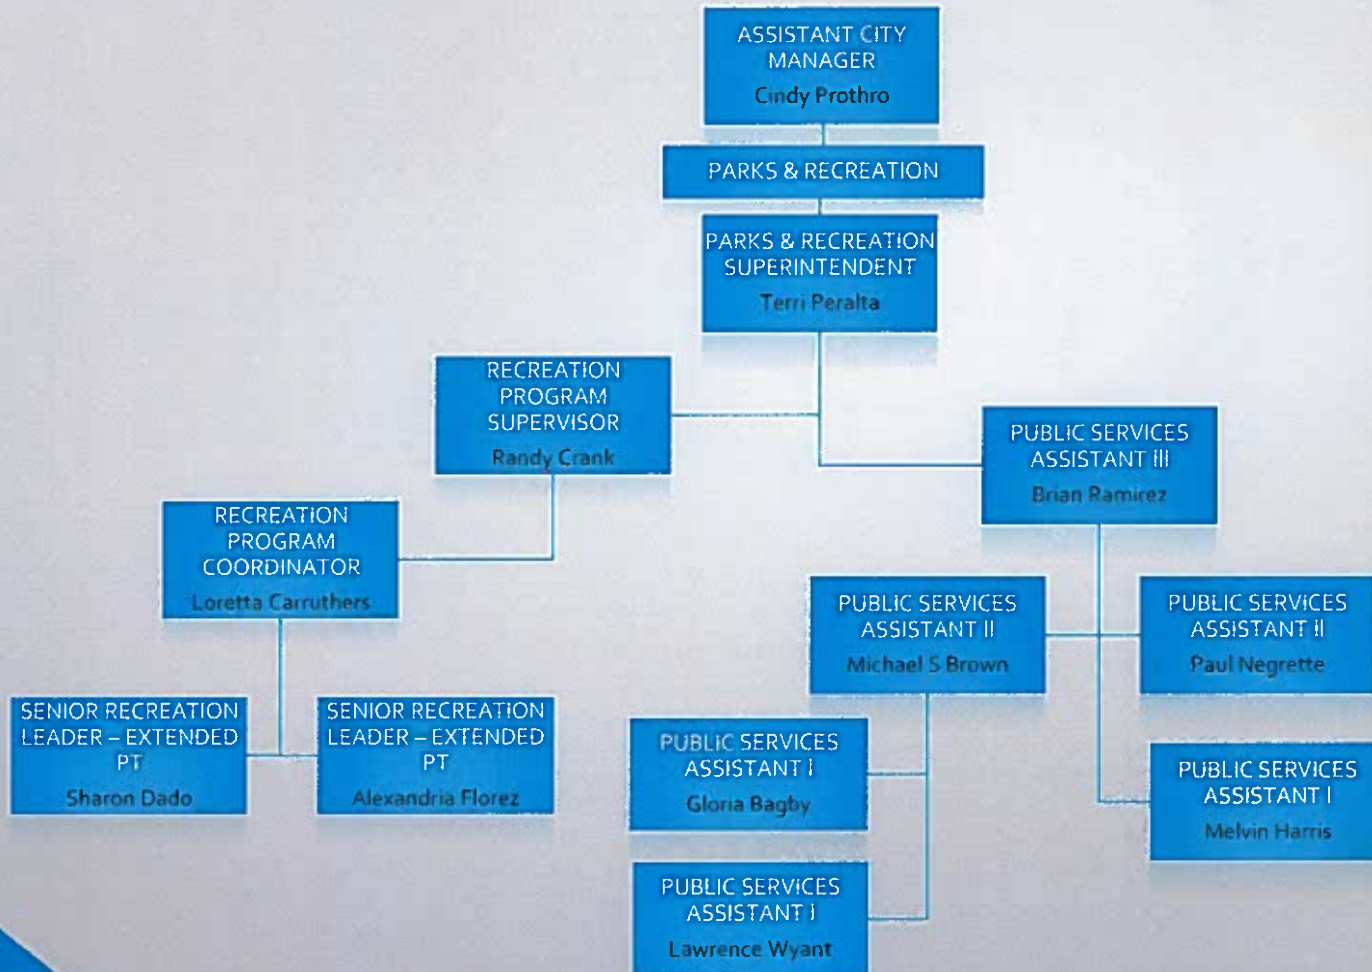 ASSISTANT CITY
MANAGER
Cindy Prothro
PARKS & RECREATION
PARKS & RECREATION
SUPERINTENDENT
Terri Peralta
RECREATION
PROGRAM
SUPERVISOR
Randy Crank
PUBLIC SERVICES
ASSISTANT III
Brian Ramirez
RECREATION
PROGRAM
COORDINATOR
Loretta Carruthers
PUBLIC SERVICES
ASSISTANT II
Michael S Brown
PUBLIC SERVICES
ASSISTANT II
Paul Negrette
SENIOR RECREATION
LEADER – EXTENDED
PT
Sharon Dado
SENIOR RECREATION
LEADER – EXTENDED
PT
Alexandria Florez
PUBLIC SERVICES
ASSISTANT I
Gloria Bagby
PUBLIC SERVICES
ASSISTANT I
Melvin Harris
PUBLIC SERVICES
ASSISTANT I
Lawrence Wyant